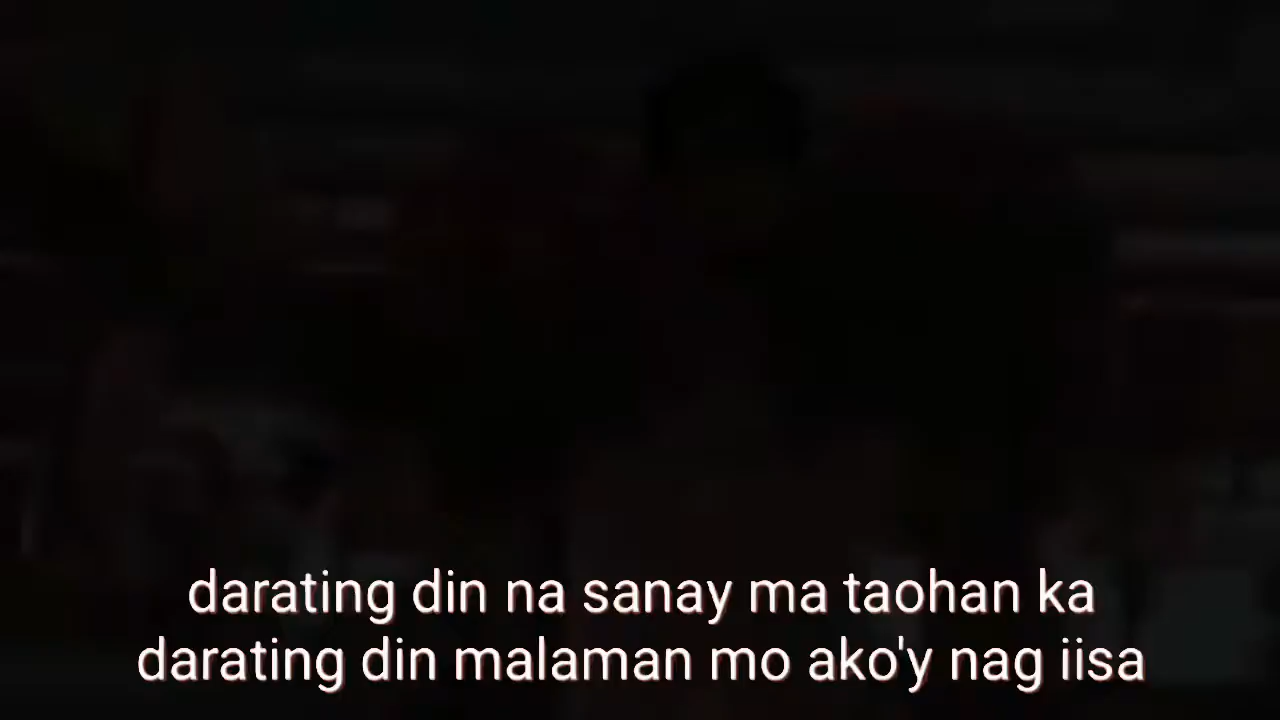 darating din na sanay ma taohan ka
darating din malaman mo ako'y nag iisa